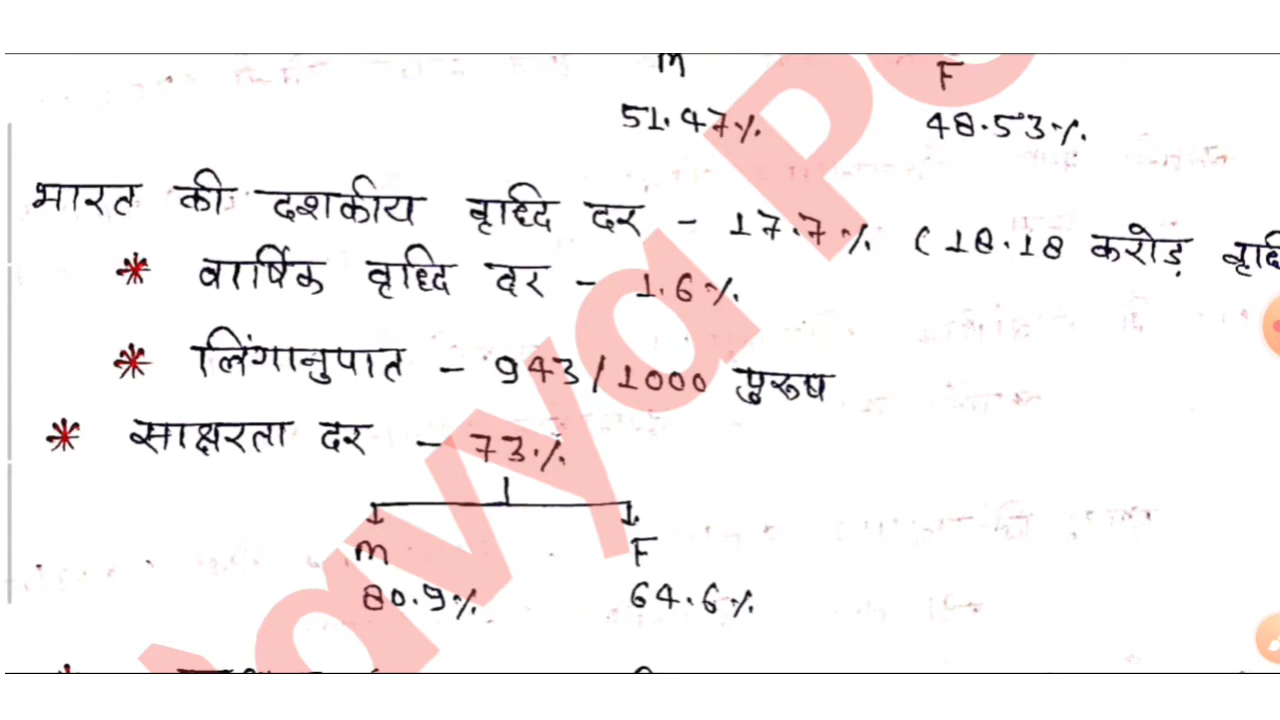 M F
51.47% 48.53%
भारत की दशकीय वृद्धि दर - 17.7% (18.18 करोड़ वृद्धि
* वार्षिक वृद्धि दर - 1.6%
* लिंगानुपात - 943/1000 पुरूष
* साक्षरता दर - 73%
M F
80.9% 64.6%